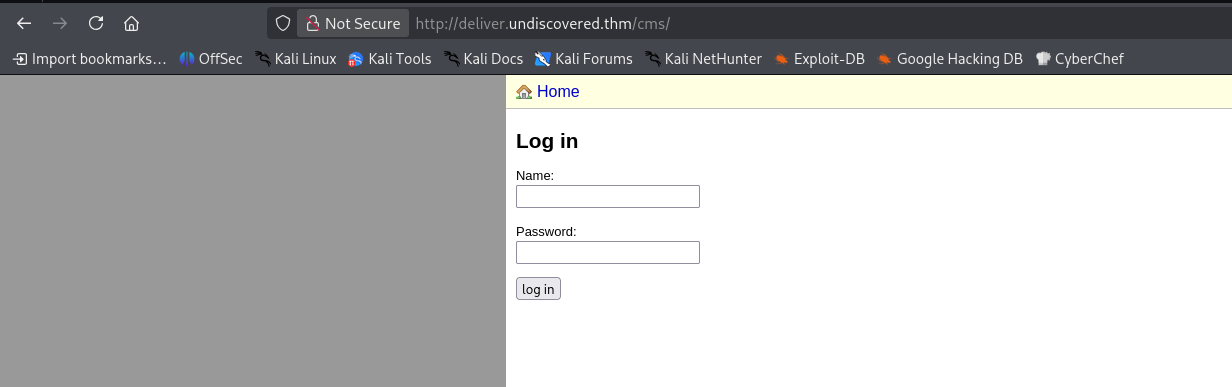 Not Secure http://deliver.undiscovered.thm/cms/
Import bookmarks... OffSec Kali Linux Kali Tools Kali Docs Kali Forums Kali NetHunter Exploit-DB Google Hacking DB CyberChef
Home
Log in
Name:
Password:
log in